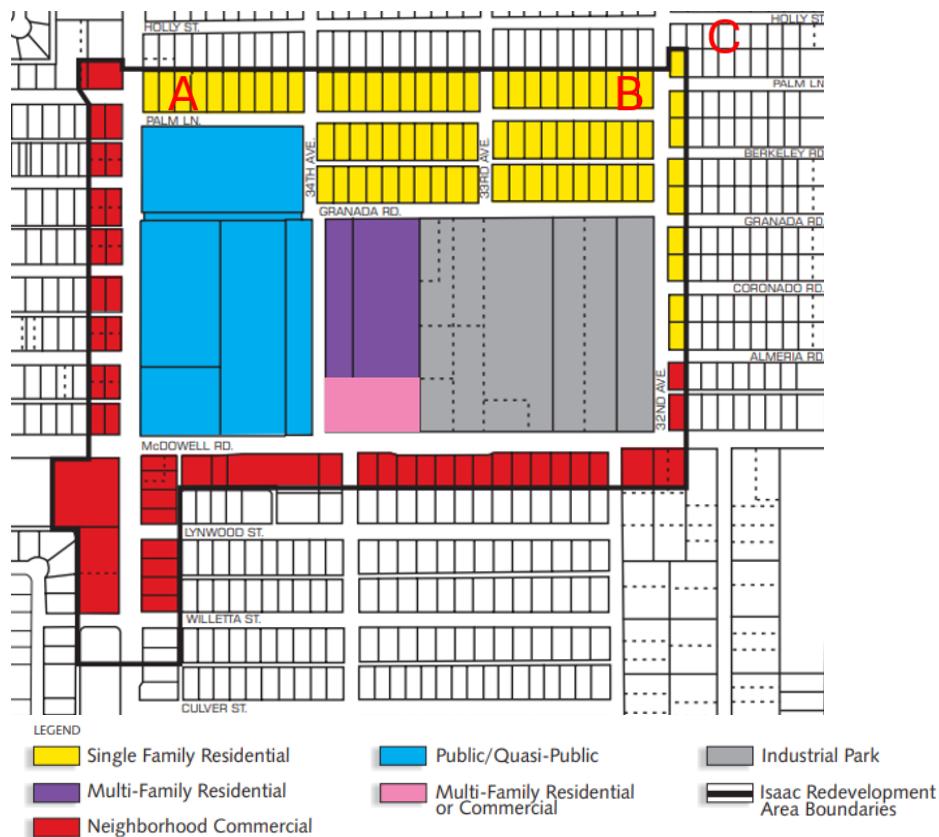 HOLLY ST.
HOLLY ST
C
A
B
PALM LN
PALM LN.
34TH AVE.
33RD AVE.
BERKELEY RD
GRANADA RD.
GRANADA RD.
CORONADO RD.
ALMERIA RD
32ND AVE.
McDOWELL RD.
LYNWOOD ST.
WILLETTA ST.
CULVER ST.
LEGEND
Single Family Residential
Multi-Family Residential
Neighborhood Commercial
Public/Quasi-Public
Multi-Family Residential
or Commercial
Industrial Park
Isaac Redevelopment
Area Boundaries